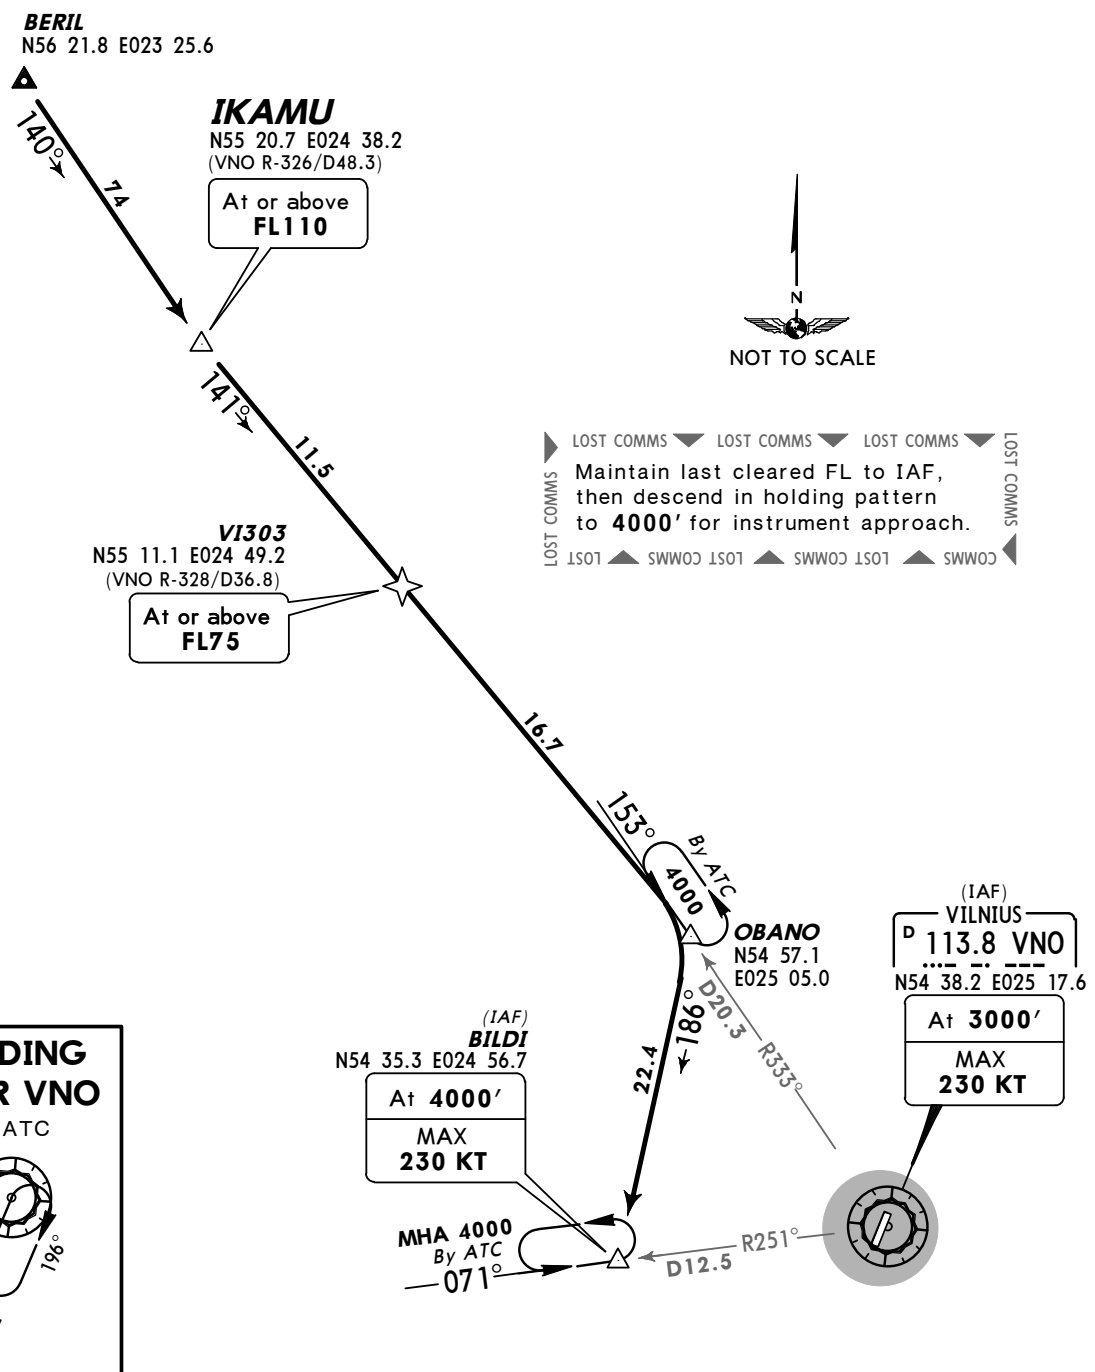 BERIL
N56 21.8 E023 25.6
140°
74
IKAMU
N55 20.7 E024 38.2
(VNO R-326/D48.3)
At or above
FL110
N
NOT TO SCALE
141°
11.5
LOST COMMS LOST COMMS LOST COMMS
LOST COMMS
Maintain last cleared FL to IAF,
then descend in holding pattern
to 4000' for instrument approach.
LOST COMMS
LOST COMMS LOST COMMS LOST COMMS
VI303
N55 11.1 E024 49.2
(VNO R-328/D36.8)
At or above
FL75
16.7
153°
By ATC
4000
OBANO
N54 57.1
E025 05.0
(IAF)
VILNIUS
D 113.8 VNO
N54 38.2 E025 17.6
At 3000'
MAX
230 KT
D20.3
R333°
186°
22.4
(IAF)
BILDI
N54 35.3 E024 56.7
At 4000'
MAX
230 KT
MHA 4000
By ATC
071°
D12.5
R251°
DING
R VNO
ATC
196°